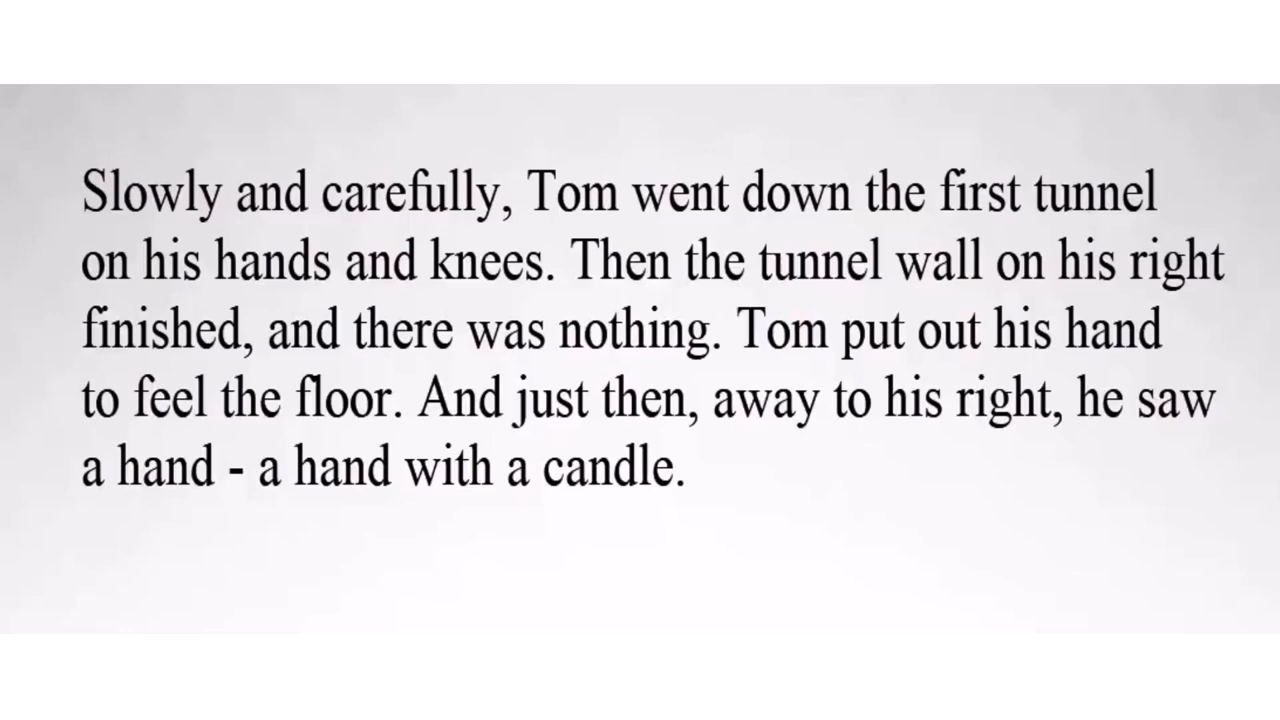 Slowly and carefully, Tom went down the first tunnel
on his hands and knees. Then the tunnel wall on his right
finished, and there was nothing. Tom put out his hand
to feel the floor. And just then, away to his right, he saw
a hand - a hand with a candle.